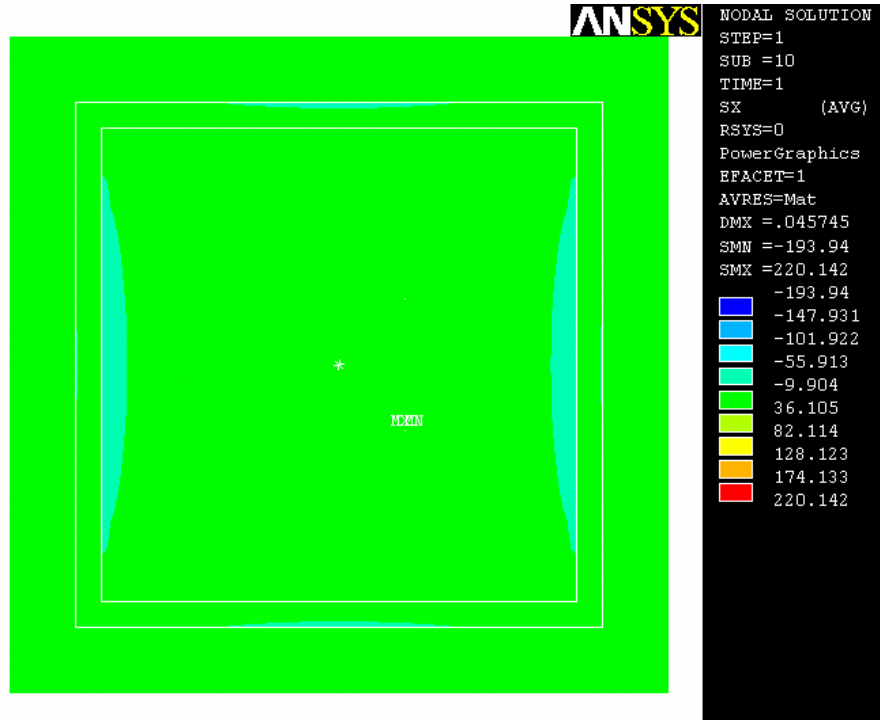 ANSYS
NODAL SOLUTION
STEP=1
SUB =10
TIME=1
SX (AVG)
RSYS=0
PowerGraphics
EFACET=1
AVRES=Mat
DMX =.045745
SMN =-193.94
SMX =220.142
-193.94
-147.931
-101.922
-55.913
-9.904
36.105
82.114
128.123
174.133
220.142